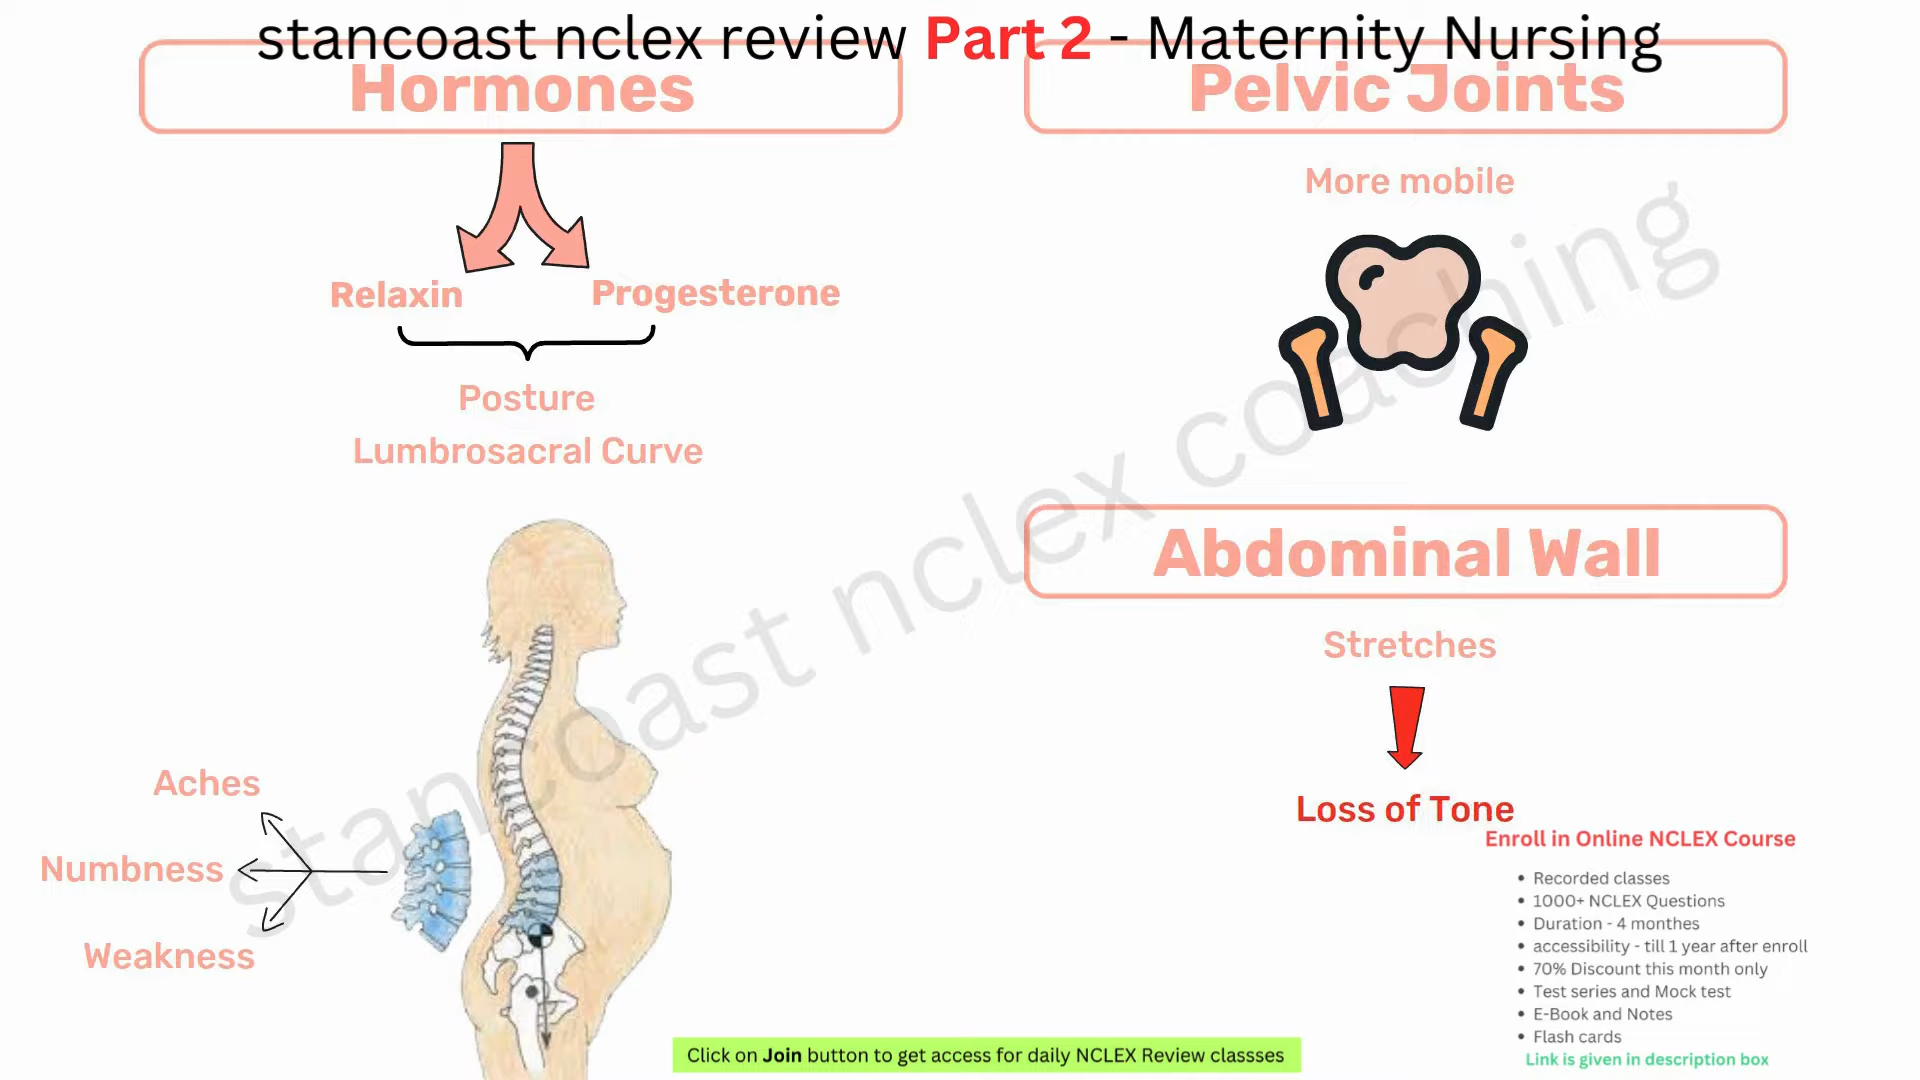 stancoast nclex review Part 2 - Maternity Nursing
Hormones
Relaxin
Progesterone
Posture
Lumbrosacral Curve
Aches
Numbness
Weakness
Pelvic Joints
More mobile
Abdominal Wall
Stretches
Loss of Tone
stancoast nclex coaching
Enroll in Online NCLEX Course
• Recorded classes
• 1000+ NCLEX Questions
• Duration - 4 monthes
• accessibility - till 1 year after enroll
• 70% Discount this month only
• Test series and Mock test
• E-Book and Notes
• Flash cards
Link is given in description box
Click on Join button to get access for daily NCLEX Review classses